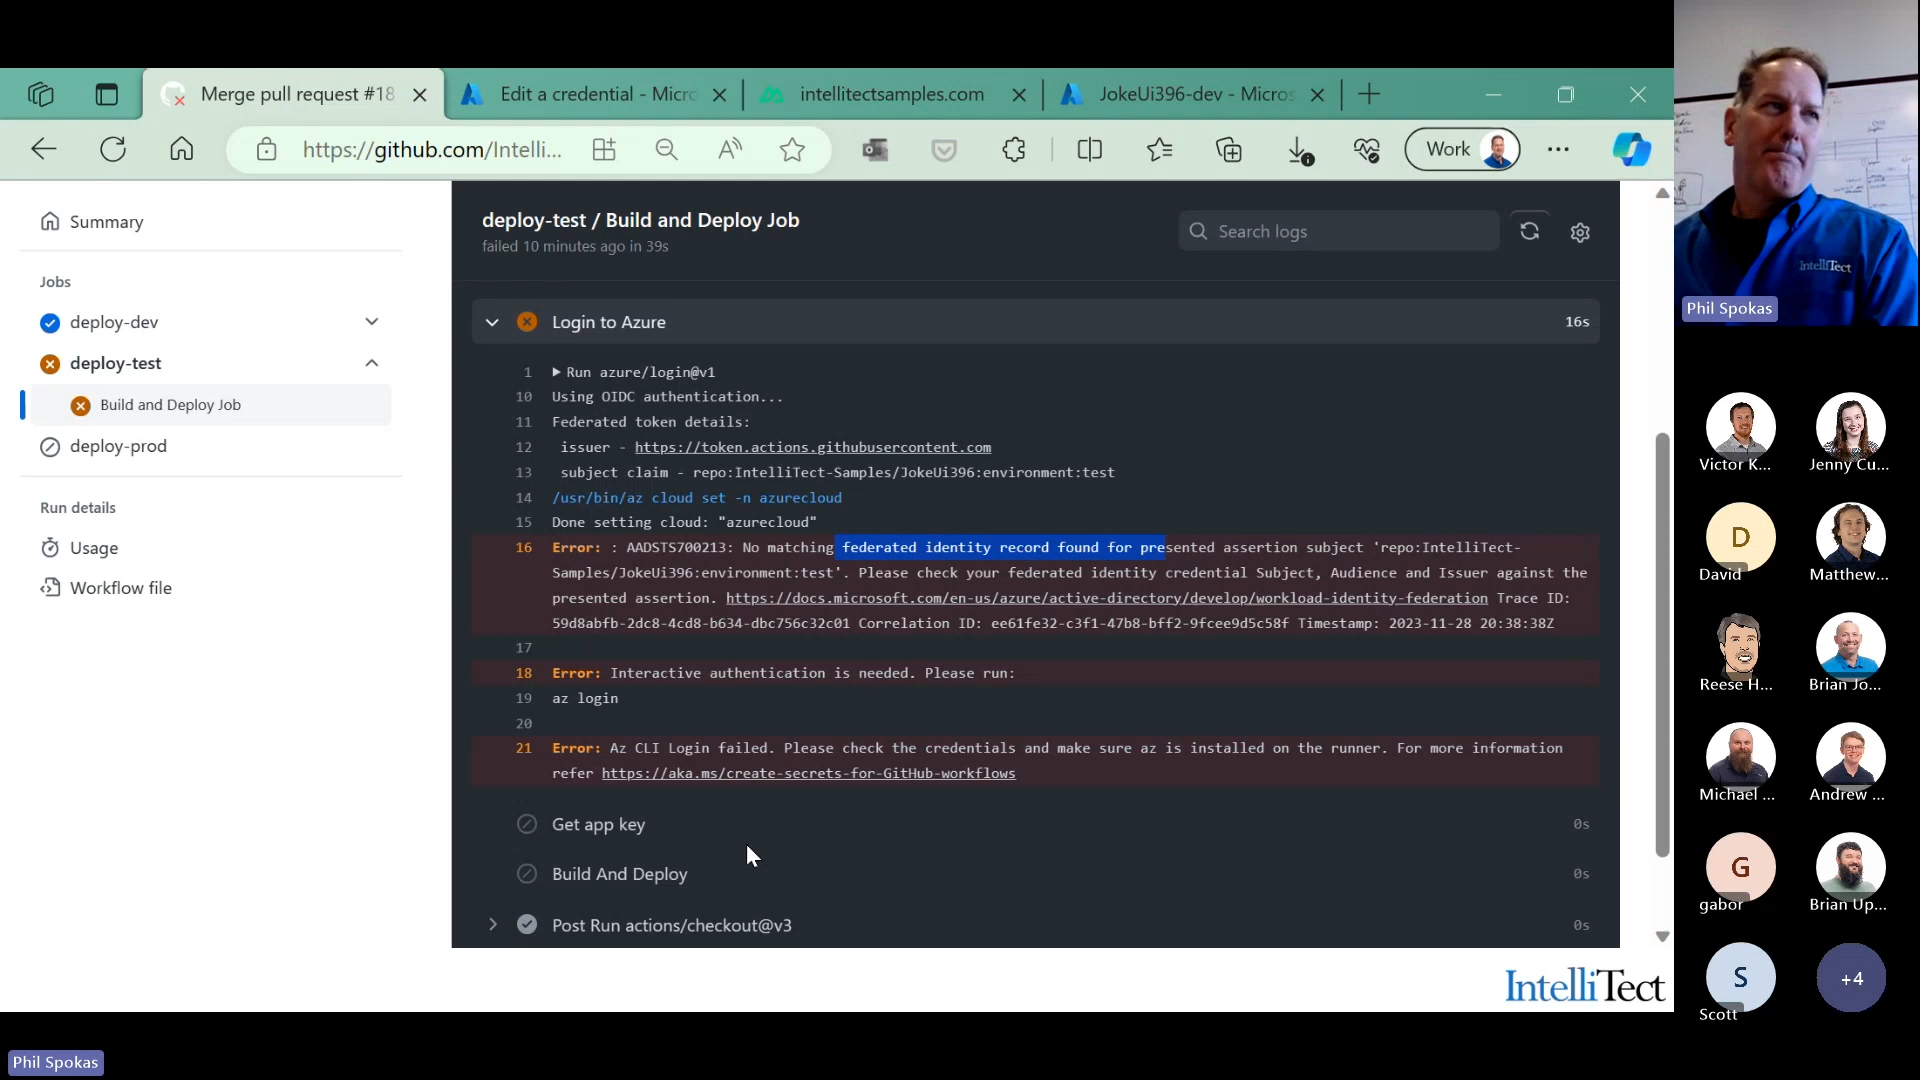 Merge pull request #18
Edit a credential - Micro
intellitectsamples.com
JokeUi396-dev - Micros
https://github.com/Intelli...
Work
Summary
Jobs
deploy-dev
deploy-test
Build and Deploy Job
deploy-prod
Run details
Usage
Workflow file
deploy-test / Build and Deploy Job
failed 10 minutes ago in 39s
Search logs
Login to Azure
16s
1 Run azure/login@v1
10 Using OIDC authentication...
11 Federated token details:
12 issuer - https://token.actions.githubusercontent.com
13 subject claim - repo:IntelliTect-Samples/JokeUi396:environment:test
14 /usr/bin/az cloud set -n azurecloud
15 Done setting cloud: "azurecloud"
16 Error: : AADSTS700213: No matching federated identity record found for presented assertion subject 'repo:IntelliTect-
Samples/JokeUi396:environment:test'. Please check your federated identity credential Subject, Audience and Issuer against the
presented assertion. https://docs.microsoft.com/en-us/azure/active-directory/develop/workload-identity-federation Trace ID:
59d8abfb-2dc8-4cd8-b634-dbc756c32c01 Correlation ID: ee61fe32-c3f1-47b8-bff2-9fcee9d5c58f Timestamp: 2023-11-28 20:38:38Z
17
18 Error: Interactive authentication is needed. Please run:
19 az login
20
21 Error: Az CLI Login failed. Please check the credentials and make sure az is installed on the runner. For more information
refer https://aka.ms/create-secrets-for-GitHub-workflows
Get app key
0s
Build And Deploy
0s
Post Run actions/checkout@v3
0s
IntelliTect
IntelliTect
Phil Spokas
Victor K...
Jenny Cu...
D
David
Matthew...
Reese H...
Brian Jo...
Michael ...
Andrew ...
G
gabor
Brian Up...
S
Scott
+4
Phil Spokas